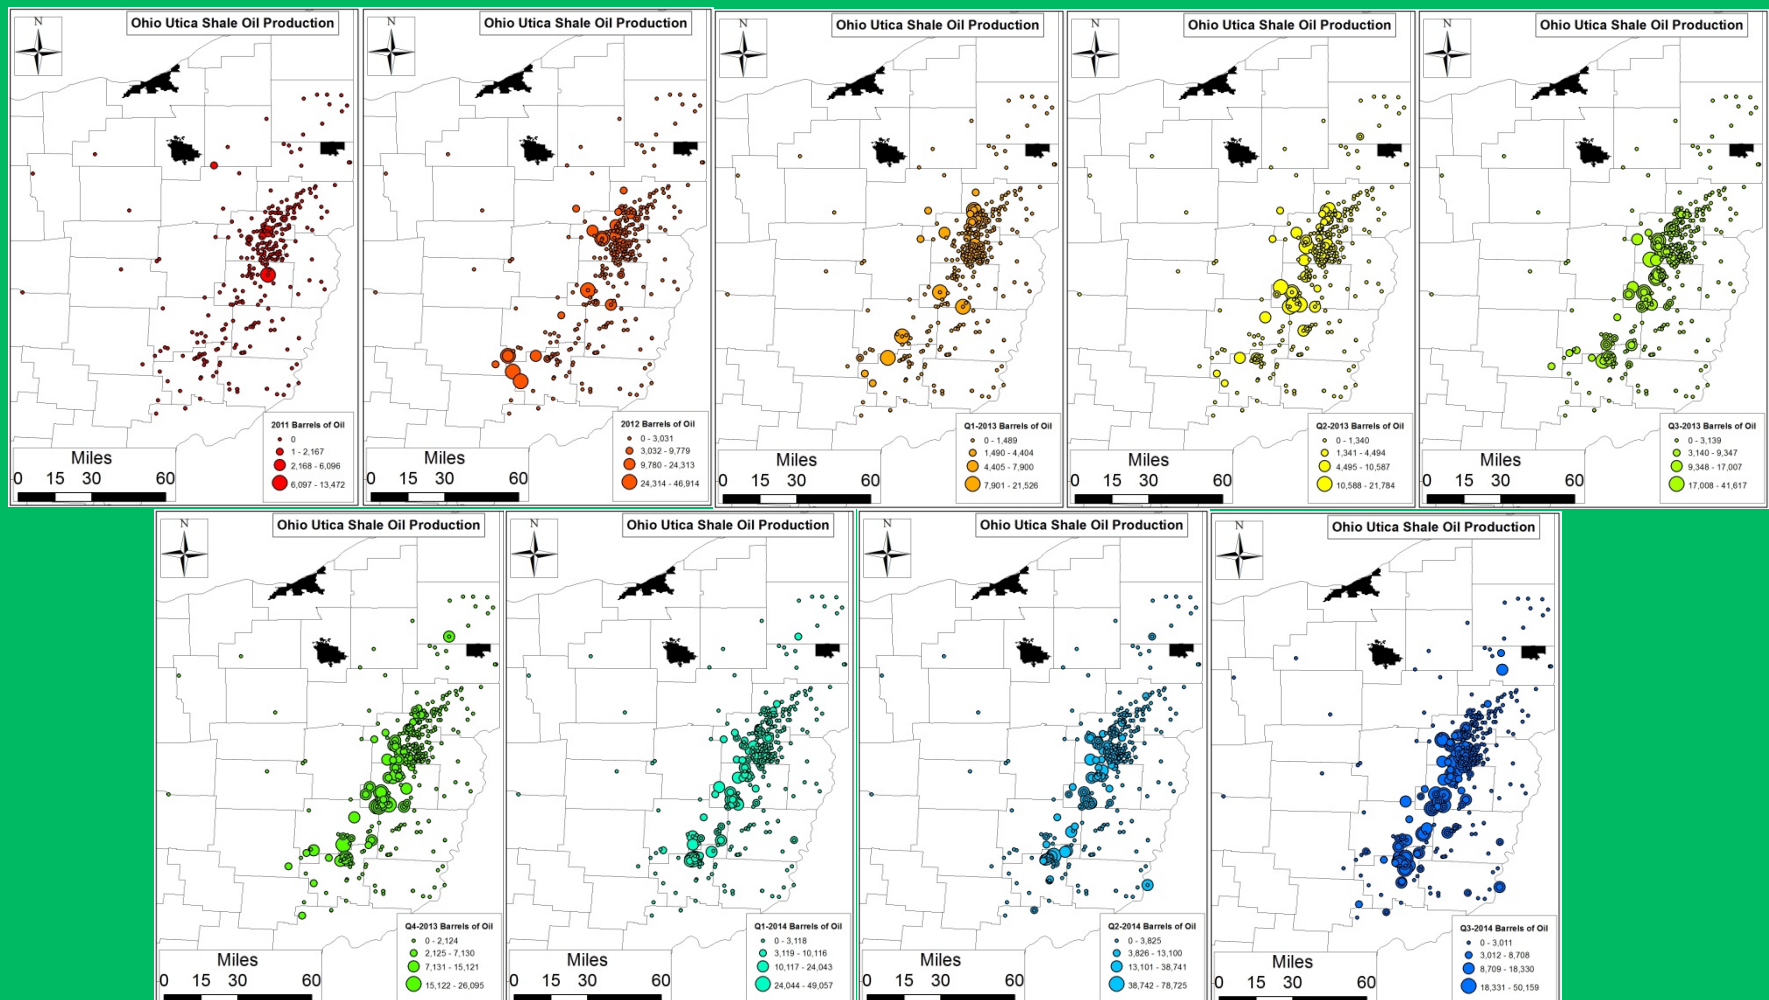 Ohio Utica Shale Oil Production
N
2011 Barrels of Oil
0
1 - 2,167
2,168 - 6,096
6,097 - 13,472
Miles
0 15 30 60
Ohio Utica Shale Oil Production
N
2012 Barrels of Oil
0 - 3,031
3,032 - 9,779
9,780 - 24,313
24,314 - 46,914
Miles
0 15 30 60
Ohio Utica Shale Oil Production
N
Q1-2013 Barrels of Oil
0 - 1,489
1,490 - 4,404
4,405 - 7,900
7,901 - 21,526
Miles
0 15 30 60
Ohio Utica Shale Oil Production
N
Q2-2013 Barrels of Oil
0 - 1,340
1,341 - 4,494
4,495 - 10,587
10,588 - 21,784
Miles
0 15 30 60
Ohio Utica Shale Oil Production
N
Q3-2013 Barrels of Oil
0 - 3,139
3,140 - 9,347
9,348 - 17,007
17,008 - 41,617
Miles
0 15 30 60
Ohio Utica Shale Oil Production
N
Q4-2013 Barrels of Oil
0 - 2,124
2,125 - 7,130
7,131 - 15,121
15,122 - 26,095
Miles
0 15 30 60
Ohio Utica Shale Oil Production
N
Q1-2014 Barrels of Oil
0 - 3,118
3,119 - 10,116
10,117 - 24,043
24,044 - 49,057
Miles
0 15 30 60
Ohio Utica Shale Oil Production
N
Q2-2014 Barrels of Oil
0 - 3,825
3,826 - 13,100
13,101 - 38,741
38,742 - 78,725
Miles
0 15 30 60
Ohio Utica Shale Oil Production
N
Q3-2014 Barrels of Oil
0 - 3,011
3,012 - 8,708
8,709 - 18,330
18,331 - 50,159
Miles
0 15 30 60